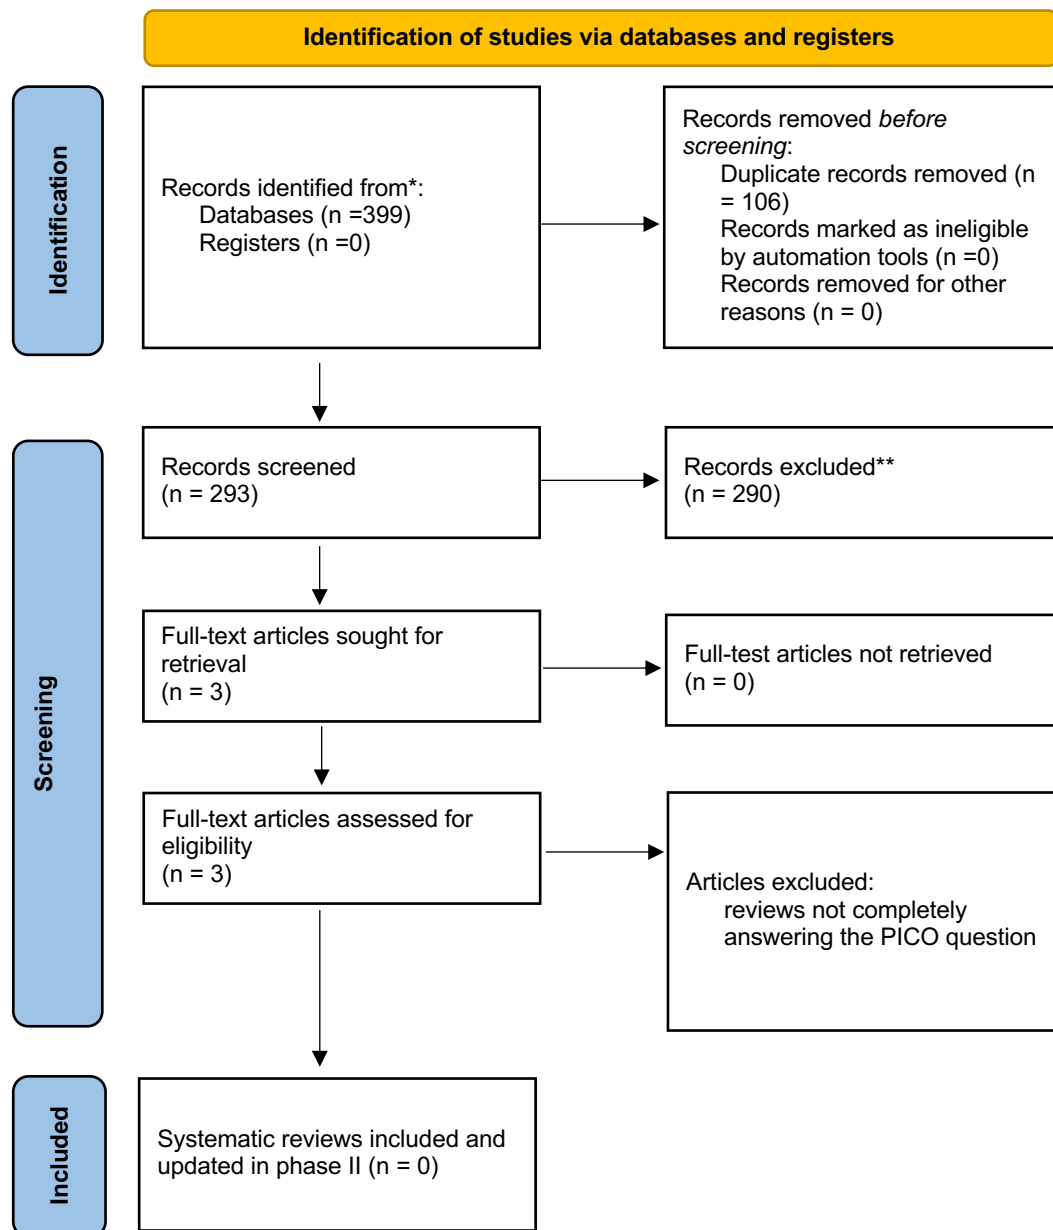 Identification of studies via databases and registers
Identification
Records identified from*:
Databases (n =399)
Registers (n =0)
Records removed before
screening:
Duplicate records removed (n
= 106)
Records marked as ineligible
by automation tools (n =0)
Records removed for other
reasons (n = 0)
Screening
Records screened
(n = 293)
Records excluded**
(n = 290)
Full-text articles sought for
retrieval
(n = 3)
Full-test articles not retrieved
(n = 0)
Full-text articles assessed for
eligibility
(n = 3)
Articles excluded:
reviews not completely
answering the PICO question
Included
Systematic reviews included and
updated in phase II (n = 0)